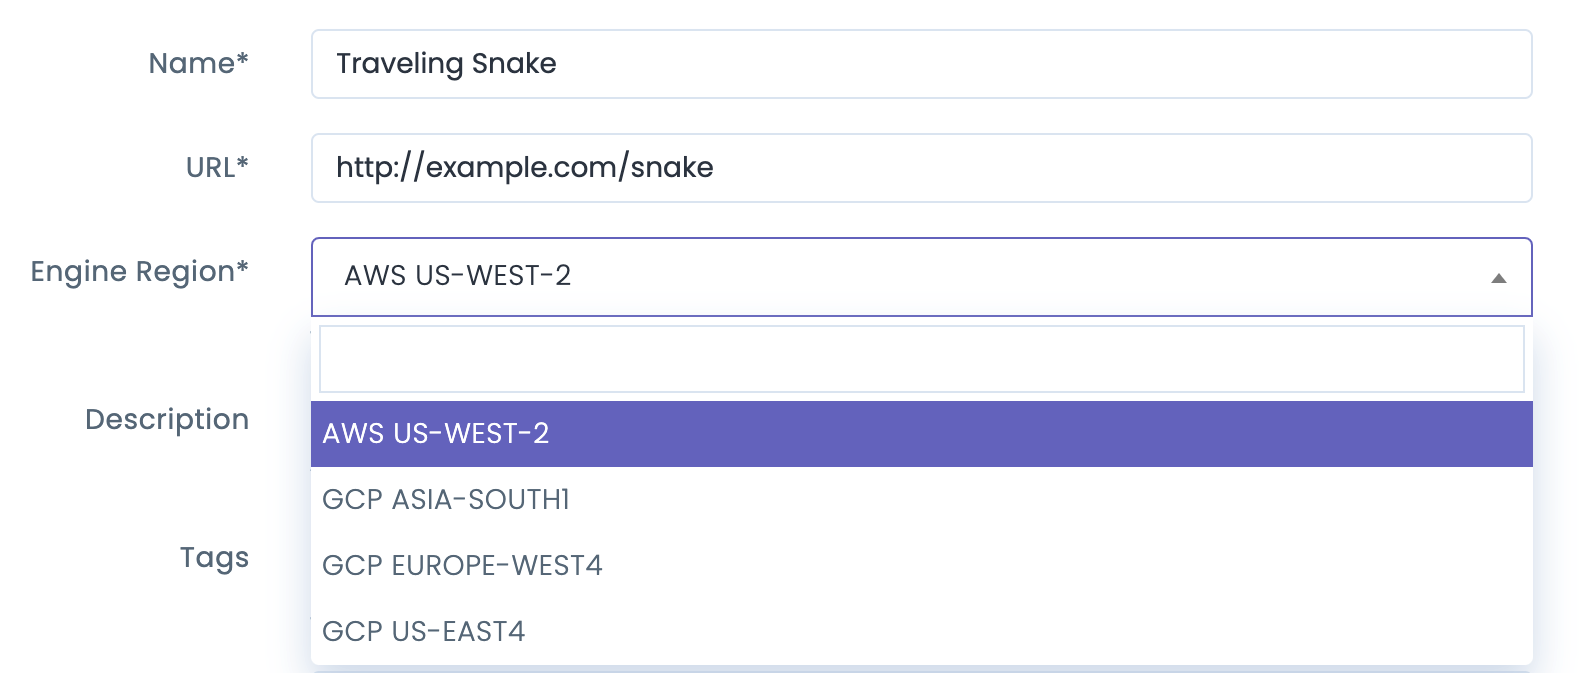 Name* Traveling Snake
URL* http://example.com/snake
Engine Region* AWS US-WEST-2
Description
AWS US-WEST-2
GCP ASIA-SOUTH1
Tags
GCP EUROPE-WEST4
GCP US-EAST4